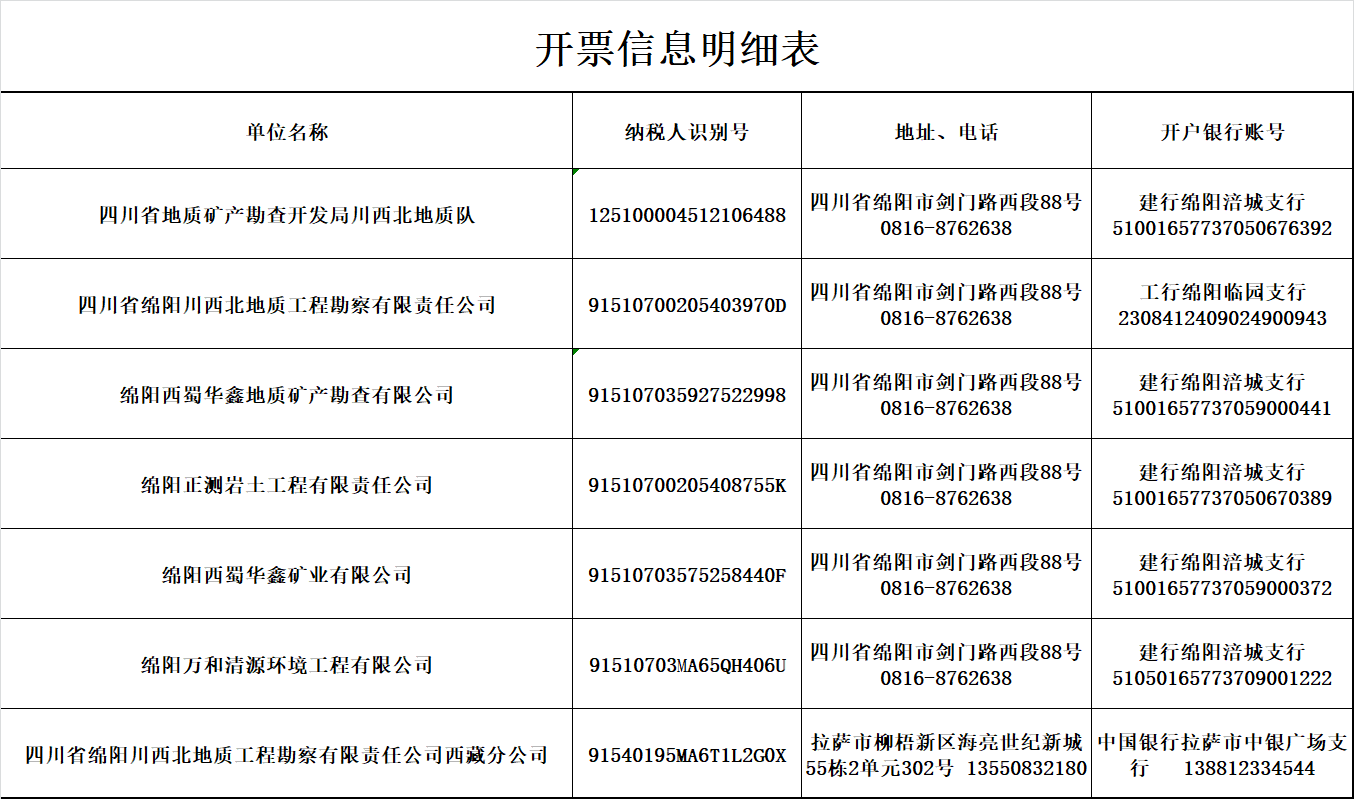 开票信息明细表
单位名称 纳税人识别号 地址、电话 开户银行账号
四川省地质矿产勘查开发局川西北地质队 125100004512106488 四川省绵阳市剑门路西段88号 建行绵阳涪城支行
0816-8762638 51001657737050676392
四川省绵阳川西北地质工程勘察有限责任公司 91510700205403970D 四川省绵阳市剑门路西段88号 工行绵阳临园支行
0816-8762638 2308412409024900943
绵阳西蜀华鑫地质矿产勘查有限公司 915107035927522998 四川省绵阳市剑门路西段88号 建行绵阳涪城支行
0816-8762638 51001657737059000441
绵阳正测岩土工程有限责任公司 91510700205408755K 四川省绵阳市剑门路西段88号 建行绵阳涪城支行
0816-8762638 51001657737050670389
绵阳西蜀华鑫矿业有限公司 91510703575258440F 四川省绵阳市剑门路西段88号 建行绵阳涪城支行
0816-8762638 51001657737059000372
绵阳万和清源环境工程有限公司 91510703MA65QH406U 四川省绵阳市剑门路西段88号 建行绵阳涪城支行
0816-8762638 51050165773709001222
四川省绵阳川西北地质工程勘察有限责任公司西藏分公司 91540195MA6T1L2G0X 拉萨市柳梧新区海亮世纪新城 中国银行拉萨市中银广场支
55栋2单元302号 13550832180 行 138812334544